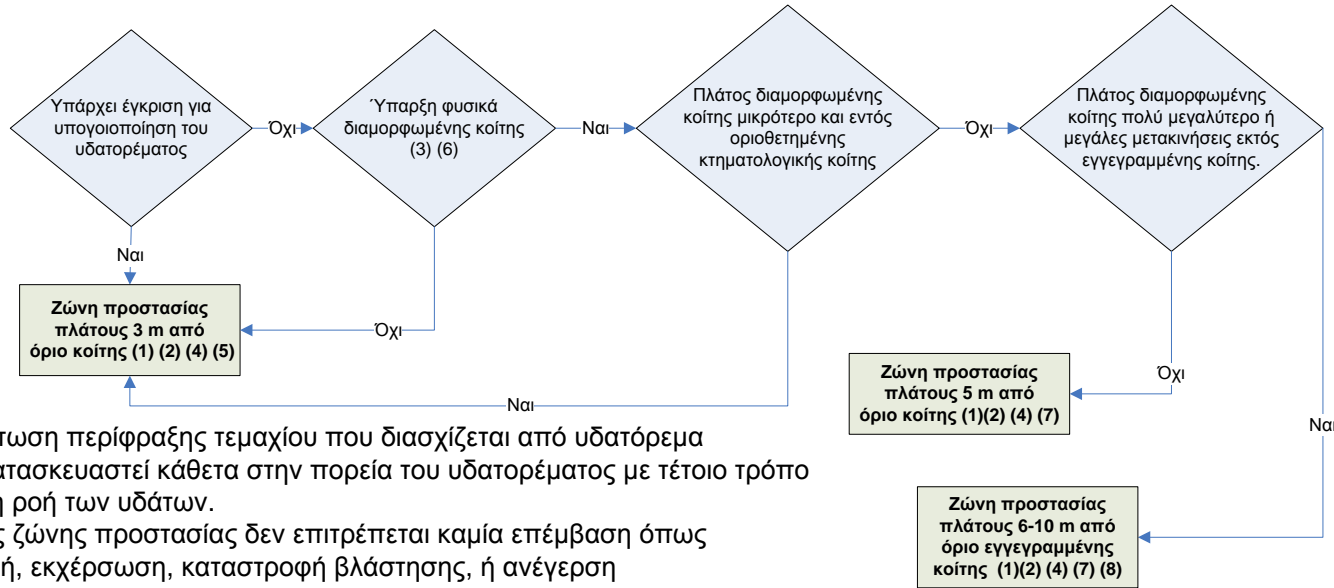 Υπάρχει έγκριση για
υπογοιοποίηση του
υδατορέματος
Όχι
Ύπαρξη φυσικά
διαμορφωμένης κοίτης
(3) (6)
Ναι
Πλάτος διαμορφωμένης
κοίτης μικρότερο και εντός
οριοθετημένης
κτηματολογικής κοίτης
Όχι
Πλάτος διαμορφωμένης
κοίτης πολύ μεγαλύτερο ή
μεγάλες μετακινήσεις εκτός
εγγεγραμμένης κοίτης.
Ναι
Ζώνη προστασίας
πλάτους 3 m από
όριο κοίτης (1) (2) (4) (5)
Όχι
Ναι
Ζώνη προστασίας
πλάτους 5 m από
όριο κοίτης (1)(2) (4) (7)
Όχι
Ναι
τωση περίφραξης τεμαχίου που διασχίζεται από υδατόρεμα
ατασκευαστεί κάθετα στην πορεία του υδατορέματος με τέτοιο τρόπο
η ροή των υδάτων.
ς ζώνης προστασίας δεν επιτρέπεται καμία επέμβαση όπως
ή, εκχέρσωση, καταστροφή βλάστησης, ή ανέγερση
Ζώνη προστασίας
πλάτους 6-10 m από
όριο εγγεγραμμένης
κοίτης (1)(2) (4) (7) (8)